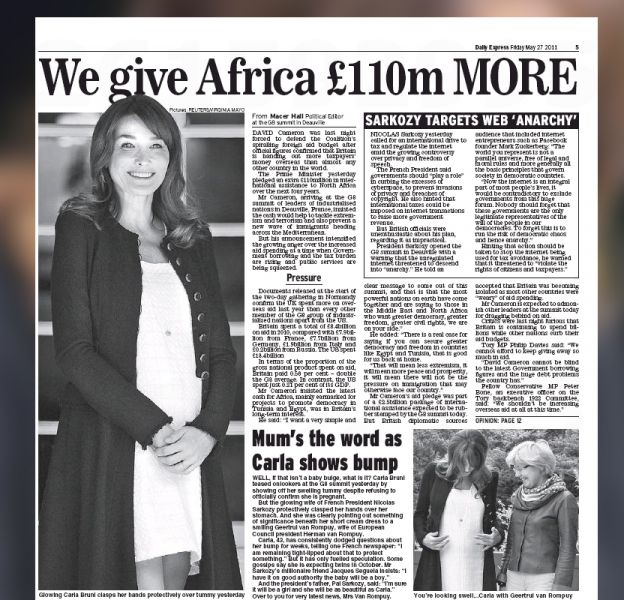 Daily Express Friday May 27 2011 5
We give Africa £110m MORE
Pictures: REUTERS/VIRGINIA MAYO
From Macer Hall Political Editor
at the G8 summit in Deauville
DAVID Cameron was last night
forced to defend the Coalition's
spiralling foreign aid budget after
official figures confirmed that Britain
is handing out more taxpayers'
money overseas than almost any
other country in the world.
The Prime Minister yesterday
pledged an extra £110million in inter-
national assistance to North Africa
over the next four years.
Mr Cameron, arriving at the G8
summit of leaders of industrialised
nations in Deauville, France, insisted
the cash would help to tackle extrem-
ism and terrorism and also prevent a
new wave of immigrants heading
across the Mediterranean.
But his announcement intensified
the growing anger over the increased
aid spending at a time when Govern-
ment borrowing and the tax burden
are rising and public services are
being squeezed.
Pressure
Documents released at the start of
the two-day gathering in Normandy
confirm the UK spent more on over-
seas aid last year than every other
member of the G8 group of indust-
rialised nations apart from the US.
Britain spent a total of
on aid in 2010, compared with
lion from France, £7.7billion from
Germany, £1.9billion from Italy and
from Russia. The US spent
In terms of the proportion of the
gross national product spent on aid,
Britain paid 0.56 per cent – double
the G8 average. In contrast, the US
spent just 0.21 per cent of its GDP.
Mr Cameron insisted the latest
cash for Africa, mainly earmarked for
projects to promote democracy in
Tunisia and Egypt, was in Britain's
long-term interest.
He said: "I want a very simple and
SARKOZY TARGETS WEB 'ANARCHY'
NICOLAS Sarkozy yesterday
called for an international drive to
tax and regulate the internet
amid the growing controversy
over privacy and freedom of
speech.
The French President said
governments should "play a role"
in curbing the excesses of
cyberspace, to prevent invasions
of privacy and breaches of
copyright. He also hinted that
international taxes could be
imposed on internet transactions
to raise more government
revenue.
But British officials were
unenthusiastic about his plan,
regarding it as impractical.
President Sarkozy opened the
G8 summit in Deauville with a
warning that the unregulated
internet threatened to descend
into "anarchy." He told an
audience that included internet
entrepreneurs such as Facebook
founder Mark Zuckerberg: "The
world you represent is not a
parallel universe, free of legal and
moral rules and more generally all
the basic principles that govern
society in democratic countries.
"Now the internet is an integral
part of most people's lives, it
would be contradictory to exclude
governments from this huge
forum. Nobody should forget that
these governments are the only
legitimate representatives of the
will of the people in our
democracies. To forget this is to
run the risk of democratic chaos
and hence anarchy."
Hinting that action should be
taken to stop the internet being
used for tax avoidance, he warned
that it threatened to "violate the
rights of citizens and taxpayers."
clear message to come out of this
summit, and that is that the most
powerful nations on earth have come
together and are saying to those in
the Middle East and North Africa
who want greater democracy, greater
freedom, greater civil rights, we are
on your side."
He added: "There is a real case for
saying if you can secure greater
democracy and freedom in countries
like Egypt and Tunisia, that is good
for us back at home.
"That will mean less extremism, it
will mean more peace and prosperity,
it will mean there will not be the
pressure on immigration that may
otherwise face our country."
Mr Cameron's aid pledge was part
of a £2.5billion package of interna-
tional assistance expected to be rub-
ber stamped by the G8 summit today.
But British diplomatic sources
accepted that Britain was becoming
isolated as most other countries were
"weary" of aid spending.
Mr Cameron is expected to admon-
ish other leaders at the summit today
for dragging behind on aid.
Critics were last night furious that
Britain is continuing to spend bil-
lions while other nations curb their
aid budgets.
Tory MP Philip Davies said: "We
cannot afford to keep giving away so
much in aid.
"David Cameron cannot be blind
to the latest Government borrowing
figures and the huge debt problems
the country has."
Fellow Conservative MP Peter
Bone, an executive officer on the
Tory backbench 1922 Committee,
said: "We shouldn't be increasing
overseas aid at all at this time."
OPINION: PAGE 12
Mum's the word as
Carla shows bump
WELL, if that isn't a baby bulge, what is it? Carla Bruni
teased onlookers at the G8 summit yesterday by
showing off her swelling tummy despite refusing to
officially confirm she is pregnant.
But the glowing wife of French President Nicolas
Sarkozy protectively clasped her hands over her
stomach. And she was clearly pointing out something
of significance beneath her short cream dress to a
smiling Geertrui van Rompuy, wife of European
Council president Herman van Rompuy.
Carla, 43, has consistently dodged questions about
her bump for weeks, telling one French newspaper: "I
am remaining tight-lipped about that to protect
something." But it has only fuelled speculation. Some
gossips say she is expecting twins in October. Mr
Sarkozy's millionaire friend Jacques Seguela insists: "I
have it on good authority the baby will be a boy."
And the president's father, Pal Sarkozy, said: "I'm sure
it will be a girl and she will be as beautiful as Carla."
Over to you for very latest news, Mrs Van Rompuy.
Glowing Carla Bruni clasps her hands protectively over tummy yesterday
You're looking swell...Carla with Geertrui van Rompuy